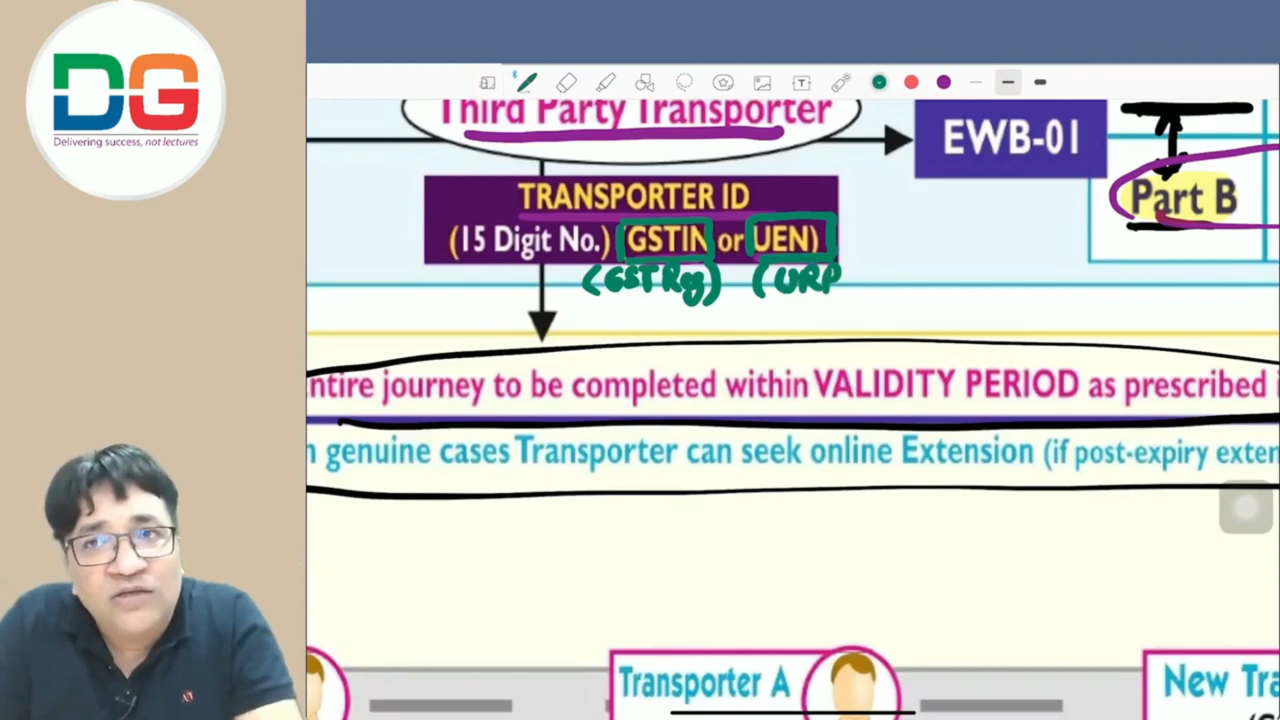 DG
Delivering success, not lectures
Third Party Transporter
EWB-01
TRANSPORTER ID
Part B
(15 Digit No.) (GSTIN or UEN)
(GST Reg) (URP
ntire journey to be completed within VALIDITY PERIOD as prescribed i
n genuine cases Transporter can seek online Extension (if post-expiry exten
Transporter A
New Tra